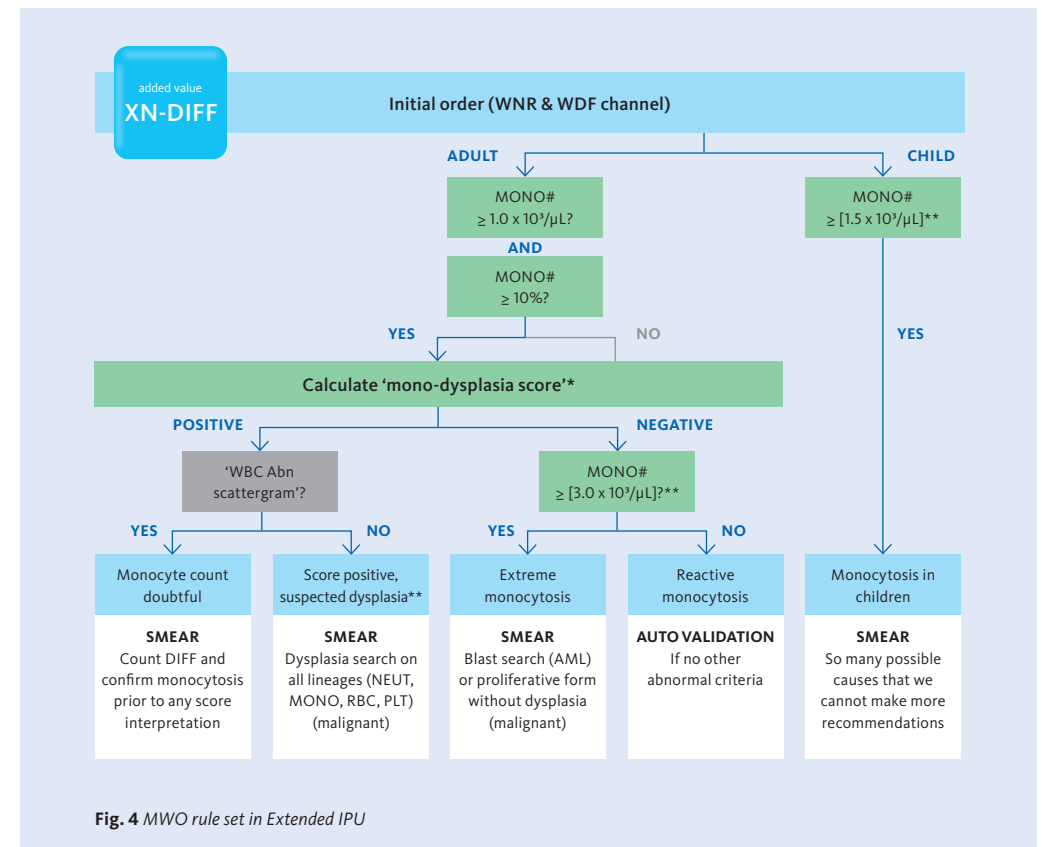 added value
XN-DIFF
Initial order (WNR & WDF channel)
ADULT
CHILD
MONO#
≥ 1.0 x 10³/µL?
MONO#
≥ [1.5 x 10³/µL]**
AND
MONO#
≥ 10%?
YES
NO
YES
Calculate ‘mono-dysplasia score’*
POSITIVE
NEGATIVE
‘WBC Abn
scattergram’?
MONO#
≥ [3.0 x 10³/µL]?**
YES
NO
YES
NO
Monocyte count
doubtful
Score positive,
suspected dysplasia**
Extreme
monocytosis
Reactive
monocytosis
Monocytosis in
children
SMEAR
Count DIFF and
confirm monocytosis
prior to any score
interpretation
SMEAR
Dysplasia search on
all lineages (NEUT,
MONO, RBC, PLT)
(malignant)
SMEAR
Blast search (AML)
or proliferative form
without dysplasia
(malignant)
AUTO VALIDATION
If no other
abnormal criteria
SMEAR
So many possible
causes that we
cannot make more
recommendations
Fig. 4 MWO rule set in Extended IPU